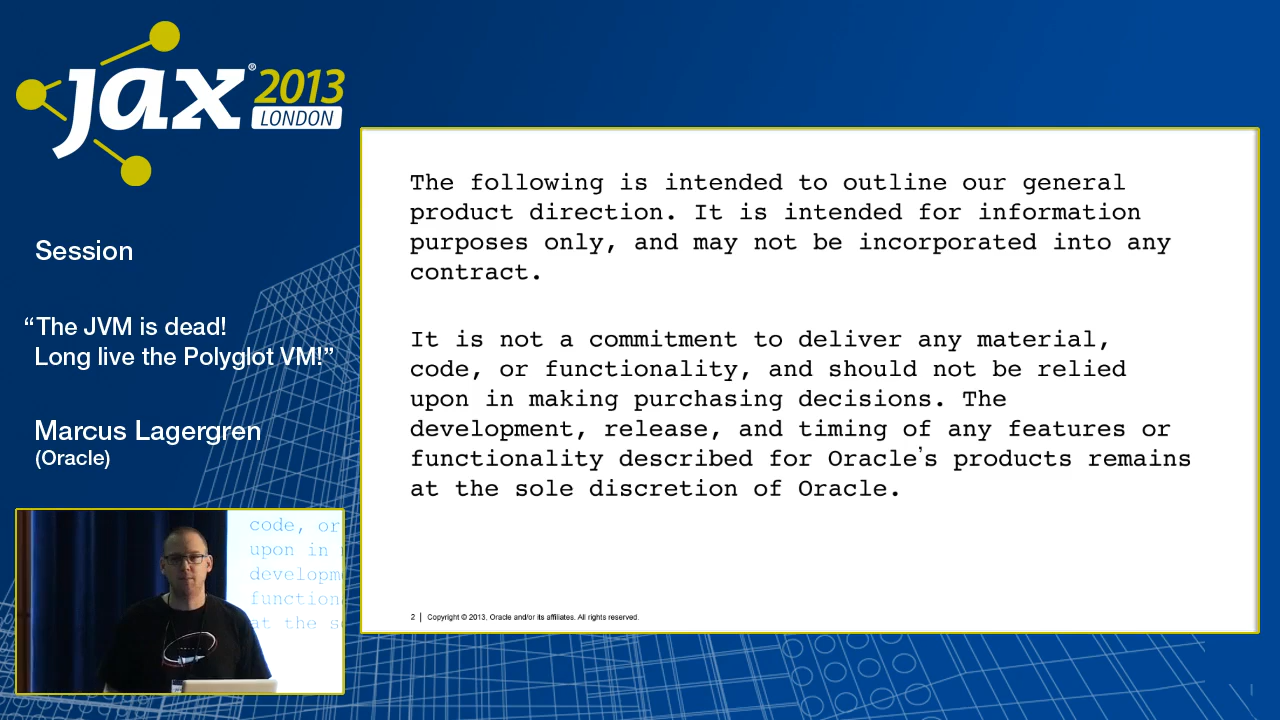 jax® 2013
LONDON
Session
“The JVM is dead!
Long live the Polyglot VM!”
Marcus Lagergren
(Oracle)
The following is intended to outline our general
product direction. It is intended for information
purposes only, and may not be incorporated into any
contract.
It is not a commitment to deliver any material,
code, or functionality, and should not be relied
upon in making purchasing decisions. The
development, release, and timing of any features or
functionality described for Oracle’s products remains
at the sole discretion of Oracle.
2 | Copyright © 2013, Oracle and/or its affiliates. All rights reserved.
code, or
upon in
developm
function
at the s